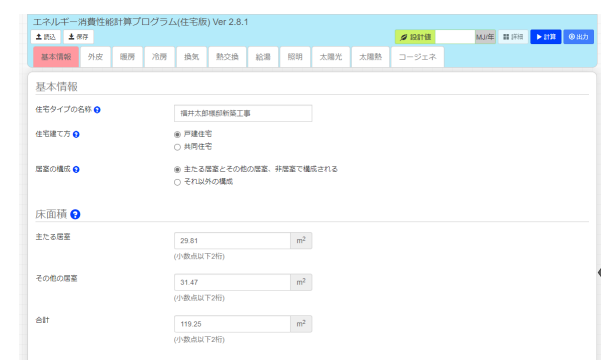 エネルギー消費性能計算プログラム(住宅版) Ver 2.8.1
読込 保存 設計値 MJ/年 詳細 計算 出力
基本情報 外皮 暖房 冷房 換気 熱交換 給湯 照明 太陽光 太陽熱 コージェネ
基本情報
住宅タイプの名称 福井太郎様邸新築工事
住宅建て方 戸建住宅
共同住宅
居室の構成 主たる居室とその他の居室、非居室で構成される
それ以外の構成
床面積
主たる居室 29.81 m²
(小数点以下2桁)
その他の居室 31.47 m²
(小数点以下2桁)
合計 119.25 m²
(小数点以下2桁)